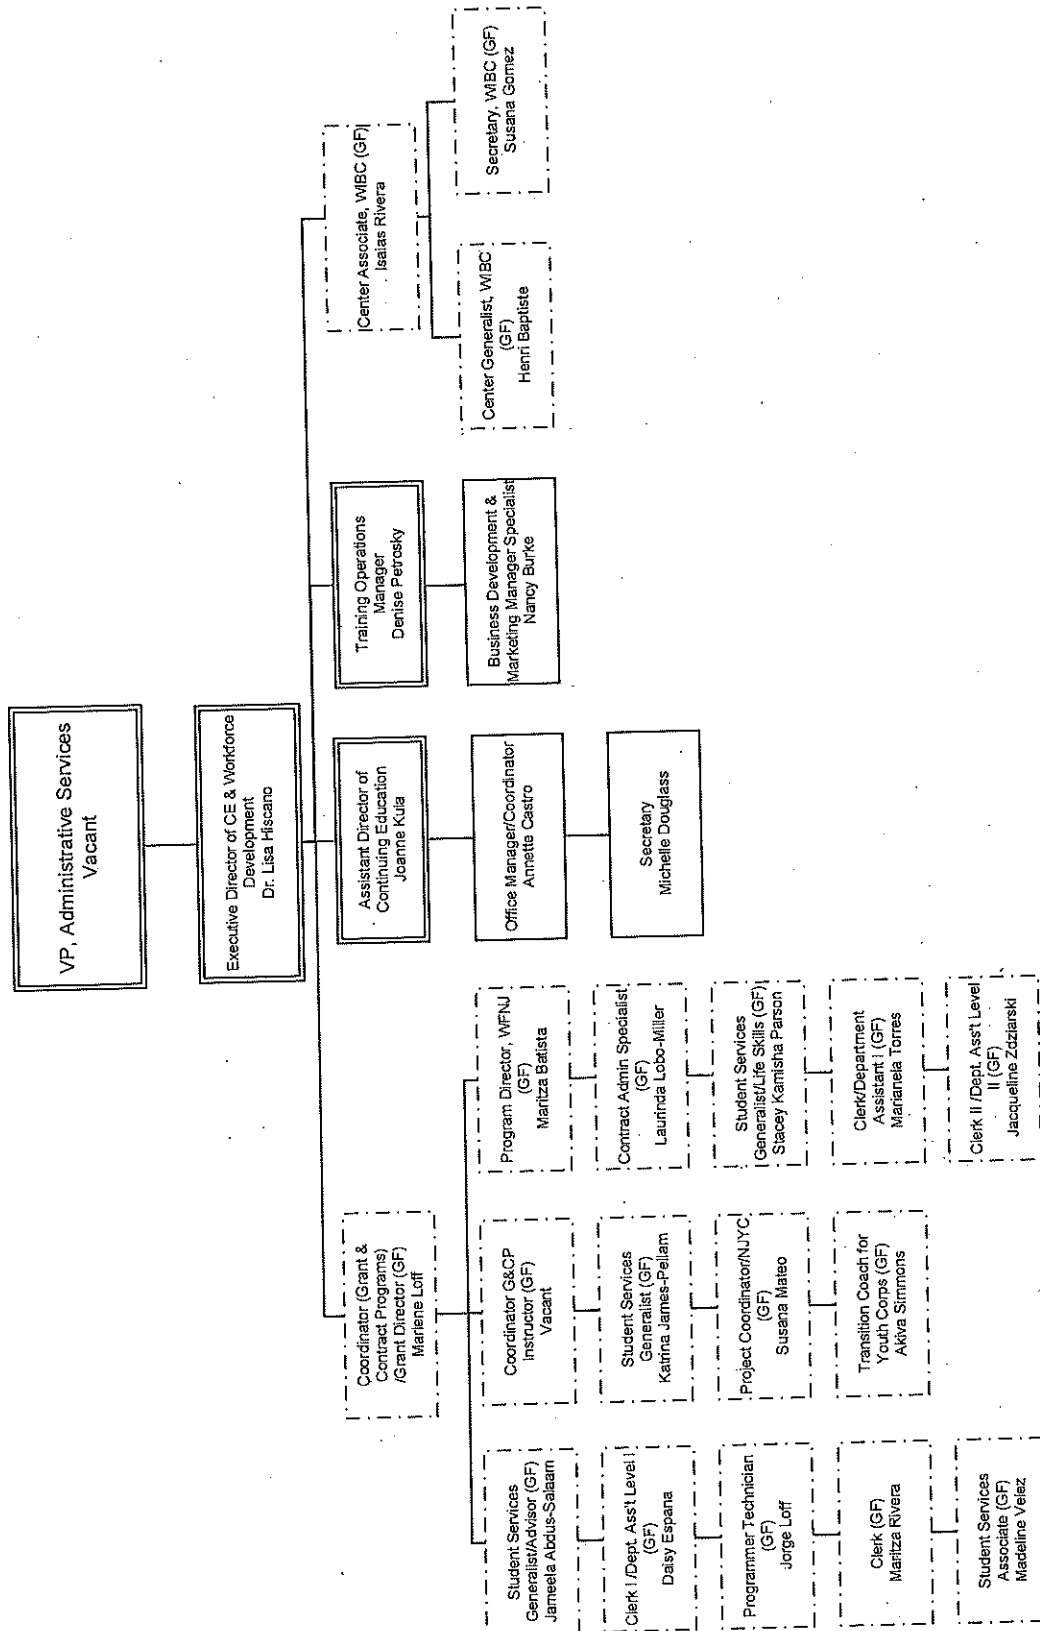 VP, Administrative Services
Vacant
Executive Director of CE & Workforce
Development
Dr. Lisa Hiscano
Coordinator (Grant &
Contract Programs)
/Grant Director (GF)
Marlene Loff
Assistant Director of
Continuing Education
Joanne Kula
Training Operations
Manager
Denise Petrosky
Center Associate, WIBC (GF)
Isaias Rivera
Student Services
Generalist/Advisor (GF)
Jameela Abdus-Salaam
Clerk I /Dept. Ass't Level I
(GF)
Daisy Espana
Programmer Technician
(GF)
Jorge Loff
Clerk (GF)
Maritza Rivera
Student Services
Associate (GF)
Madeline Velez
Coordinator G&CP
Instructor (GF)
Vacant
Student Services
Generalist (GF)
Katrina James-Pellam
Project Coordinator/NJYC
(GF)
Susana Mateo
Transition Coach for
Youth Corps (GF)
Akiva Simmons
Program Director, WFNJ
(GF)
Maritza Batista
Contract Admin Specialist
(GF)
Laurinda Lobo-Miller
Student Services
Generalist/Life Skills (GF)
Stacey Kamisha Parson
Clerk/Department
Assistant I (GF)
Marianela Torres
Clerk II /Dept. Ass't Level
II (GF)
Jacqueline Zdziarski
Office Manager/Coordinator
Annette Castro
Secretary
Michelle Douglass
Business Development &
Marketing Manager Specialist
Nancy Burke
Center Generalist, WIBC
(GF)
Henri Baptiste
Secretary, WIBC (GF)
Susana Gomez